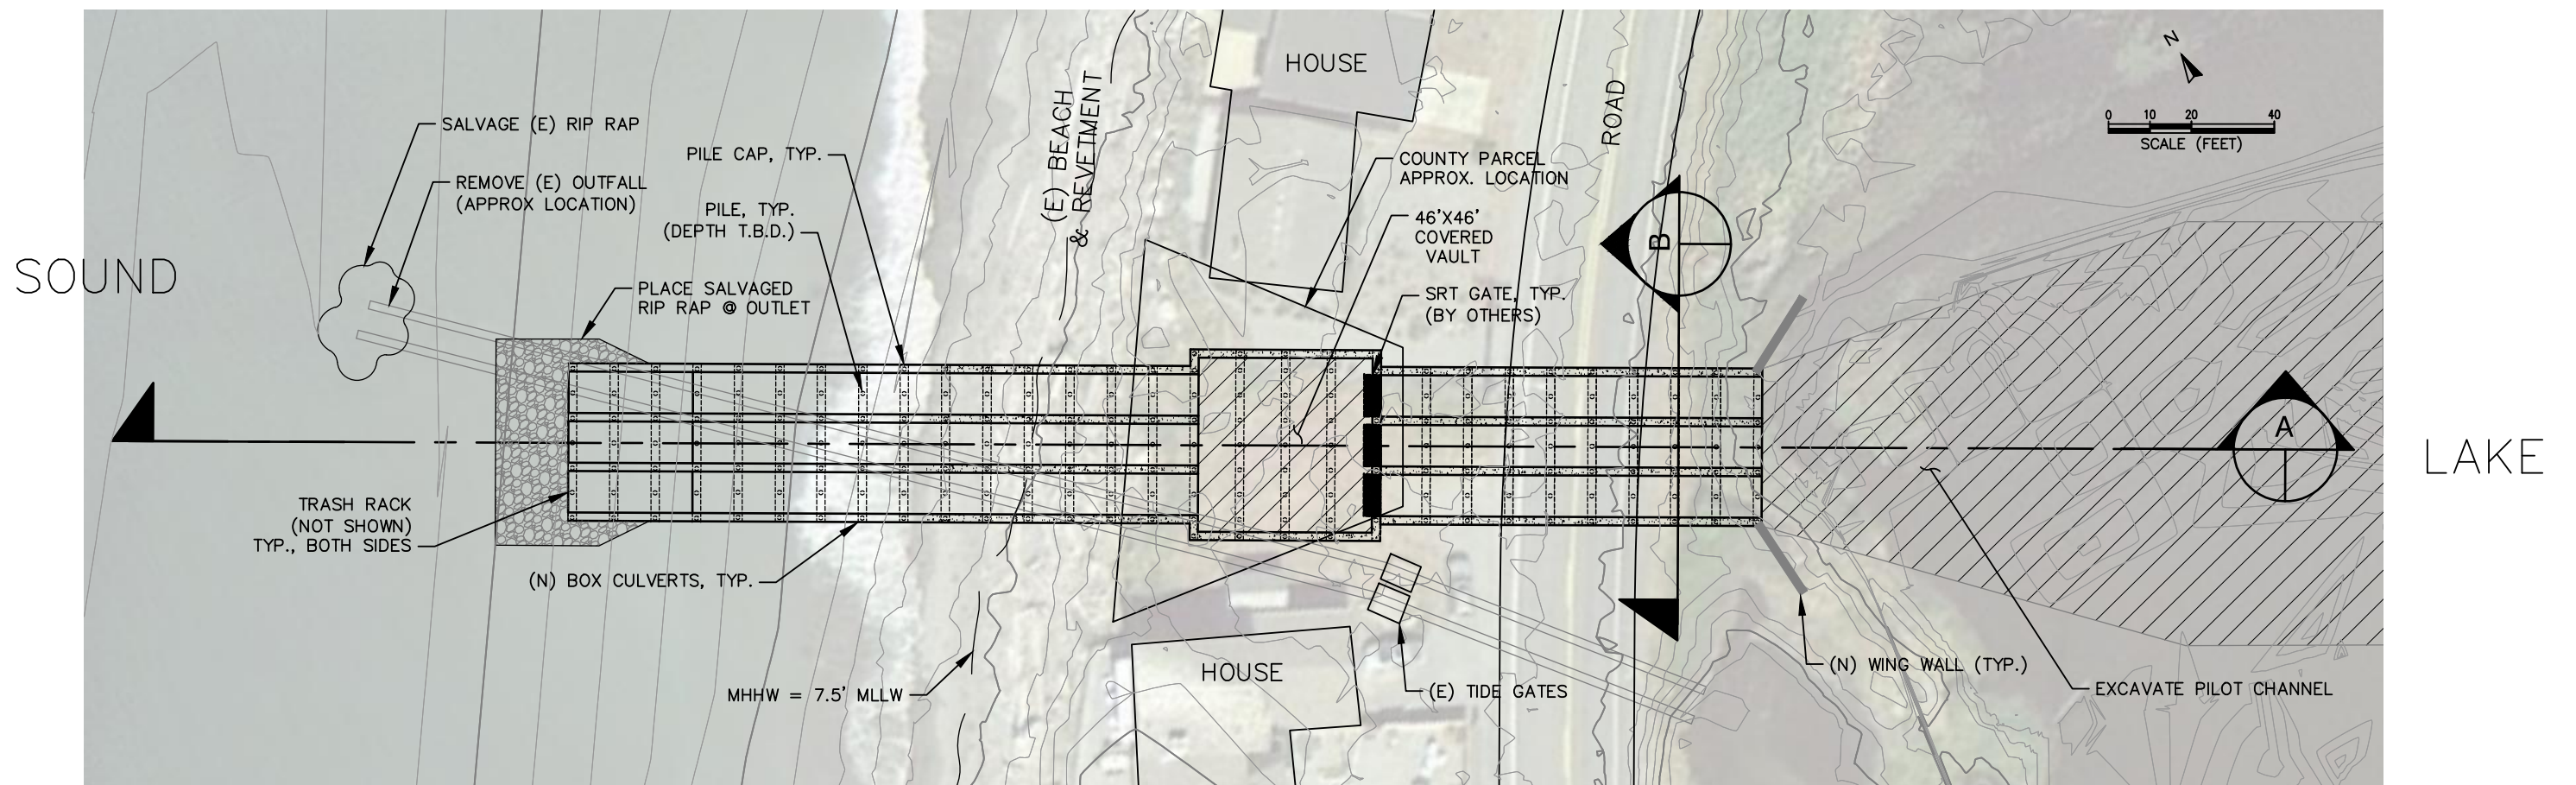 HOUSE
N
0 10 20 40
SCALE (FEET)
ROAD
(E) BEACH
& REVETMENT
SALVAGE (E) RIP RAP
REMOVE (E) OUTFALL
(APPROX LOCATION)
PILE CAP, TYP.
PILE, TYP.
(DEPTH T.B.D.)
COUNTY PARCEL
APPROX. LOCATION
46'X46'
COVERED
VAULT
SRT GATE, TYP.
(BY OTHERS)
B
SOUND
PLACE SALVAGED
RIP RAP @ OUTLET
A
LAKE
TRASH RACK
(NOT SHOWN)
TYP., BOTH SIDES
(N) BOX CULVERTS, TYP.
MHHW = 7.5' MLLW
HOUSE
(E) TIDE GATES
(N) WING WALL (TYP.)
EXCAVATE PILOT CHANNEL